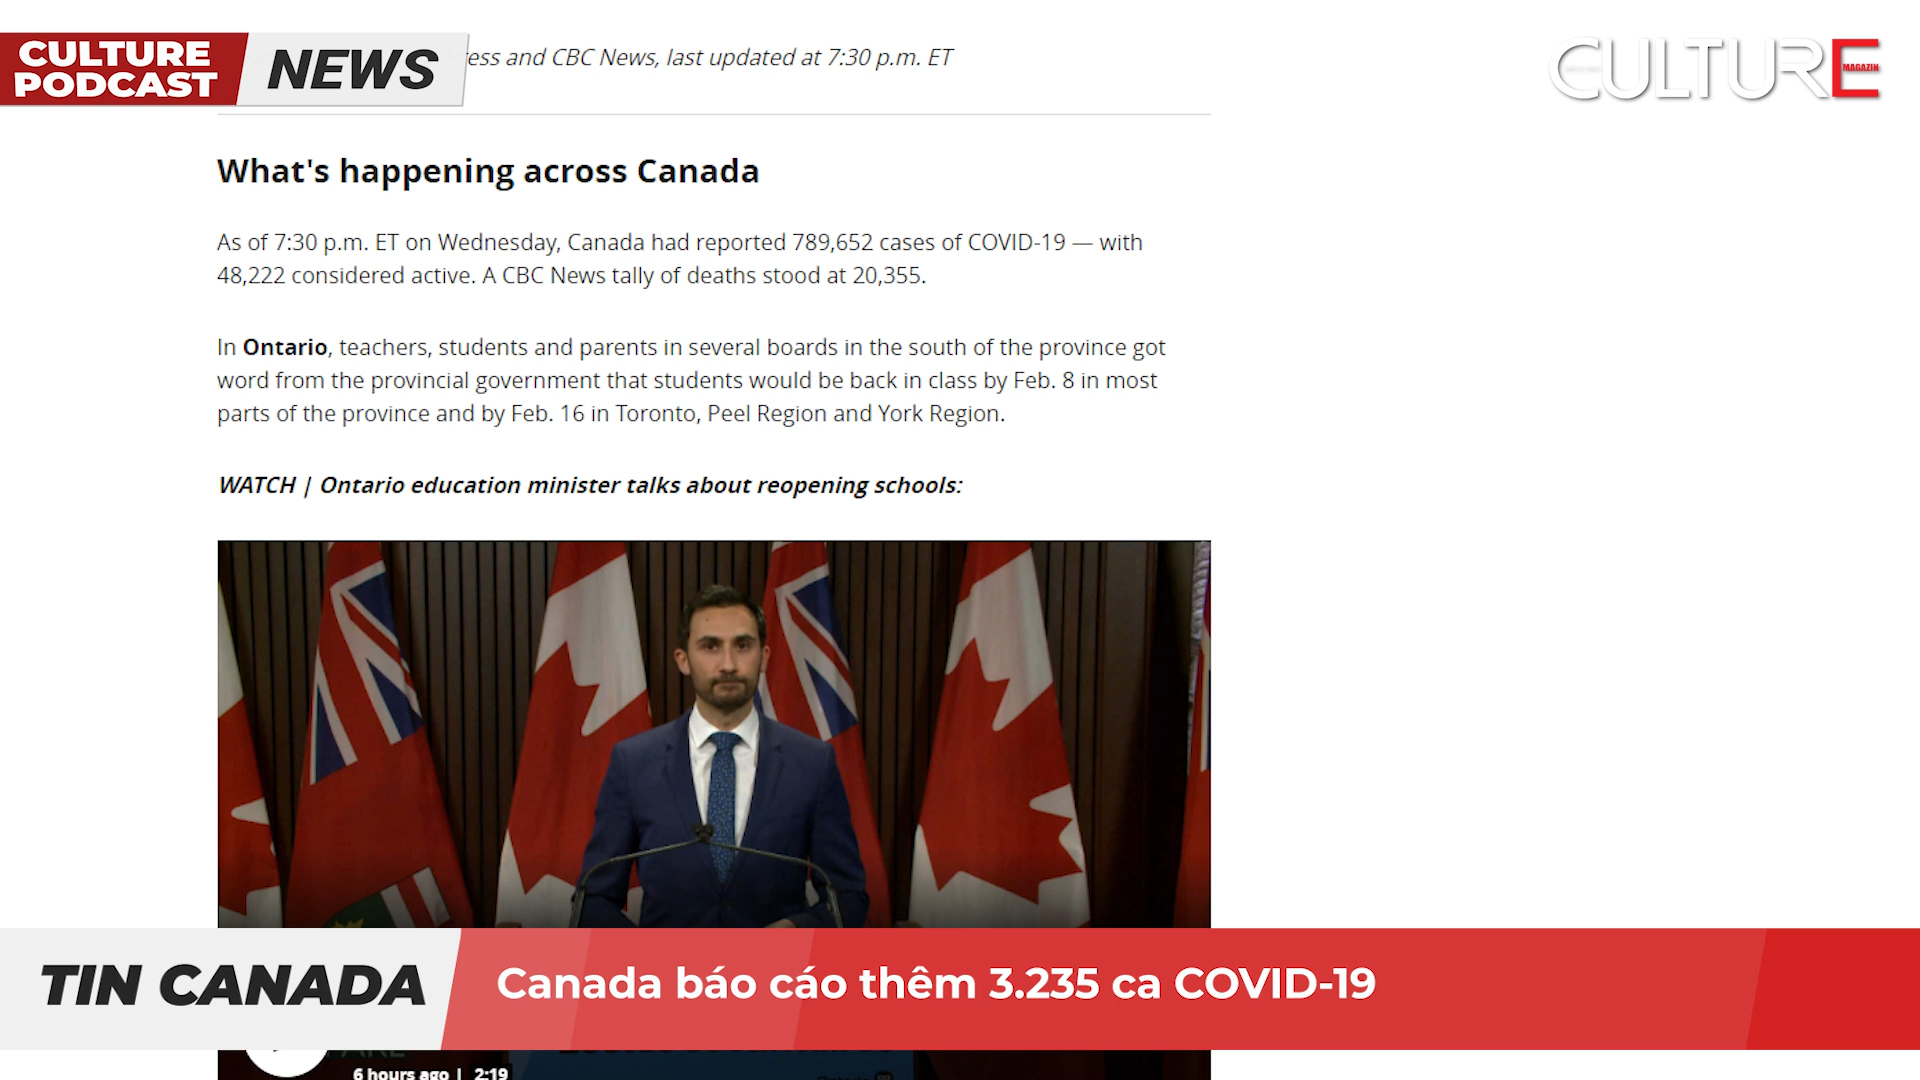 CULTURE
PODCAST
NEWS
ess and CBC News, last updated at 7:30 p.m. ET
CULTURE
MAGAZIN
What's happening across Canada
As of 7:30 p.m. ET on Wednesday, Canada had reported 789,652 cases of COVID-19 — with
48,222 considered active. A CBC News tally of deaths stood at 20,355.
In Ontario, teachers, students and parents in several boards in the south of the province got
word from the provincial government that students would be back in class by Feb. 8 in most
parts of the province and by Feb. 16 in Toronto, Peel Region and York Region.
WATCH | Ontario education minister talks about reopening schools:
TIN CANADA
Canada báo cáo thêm 3.235 ca COVID-19
6 hours ago | 2:19